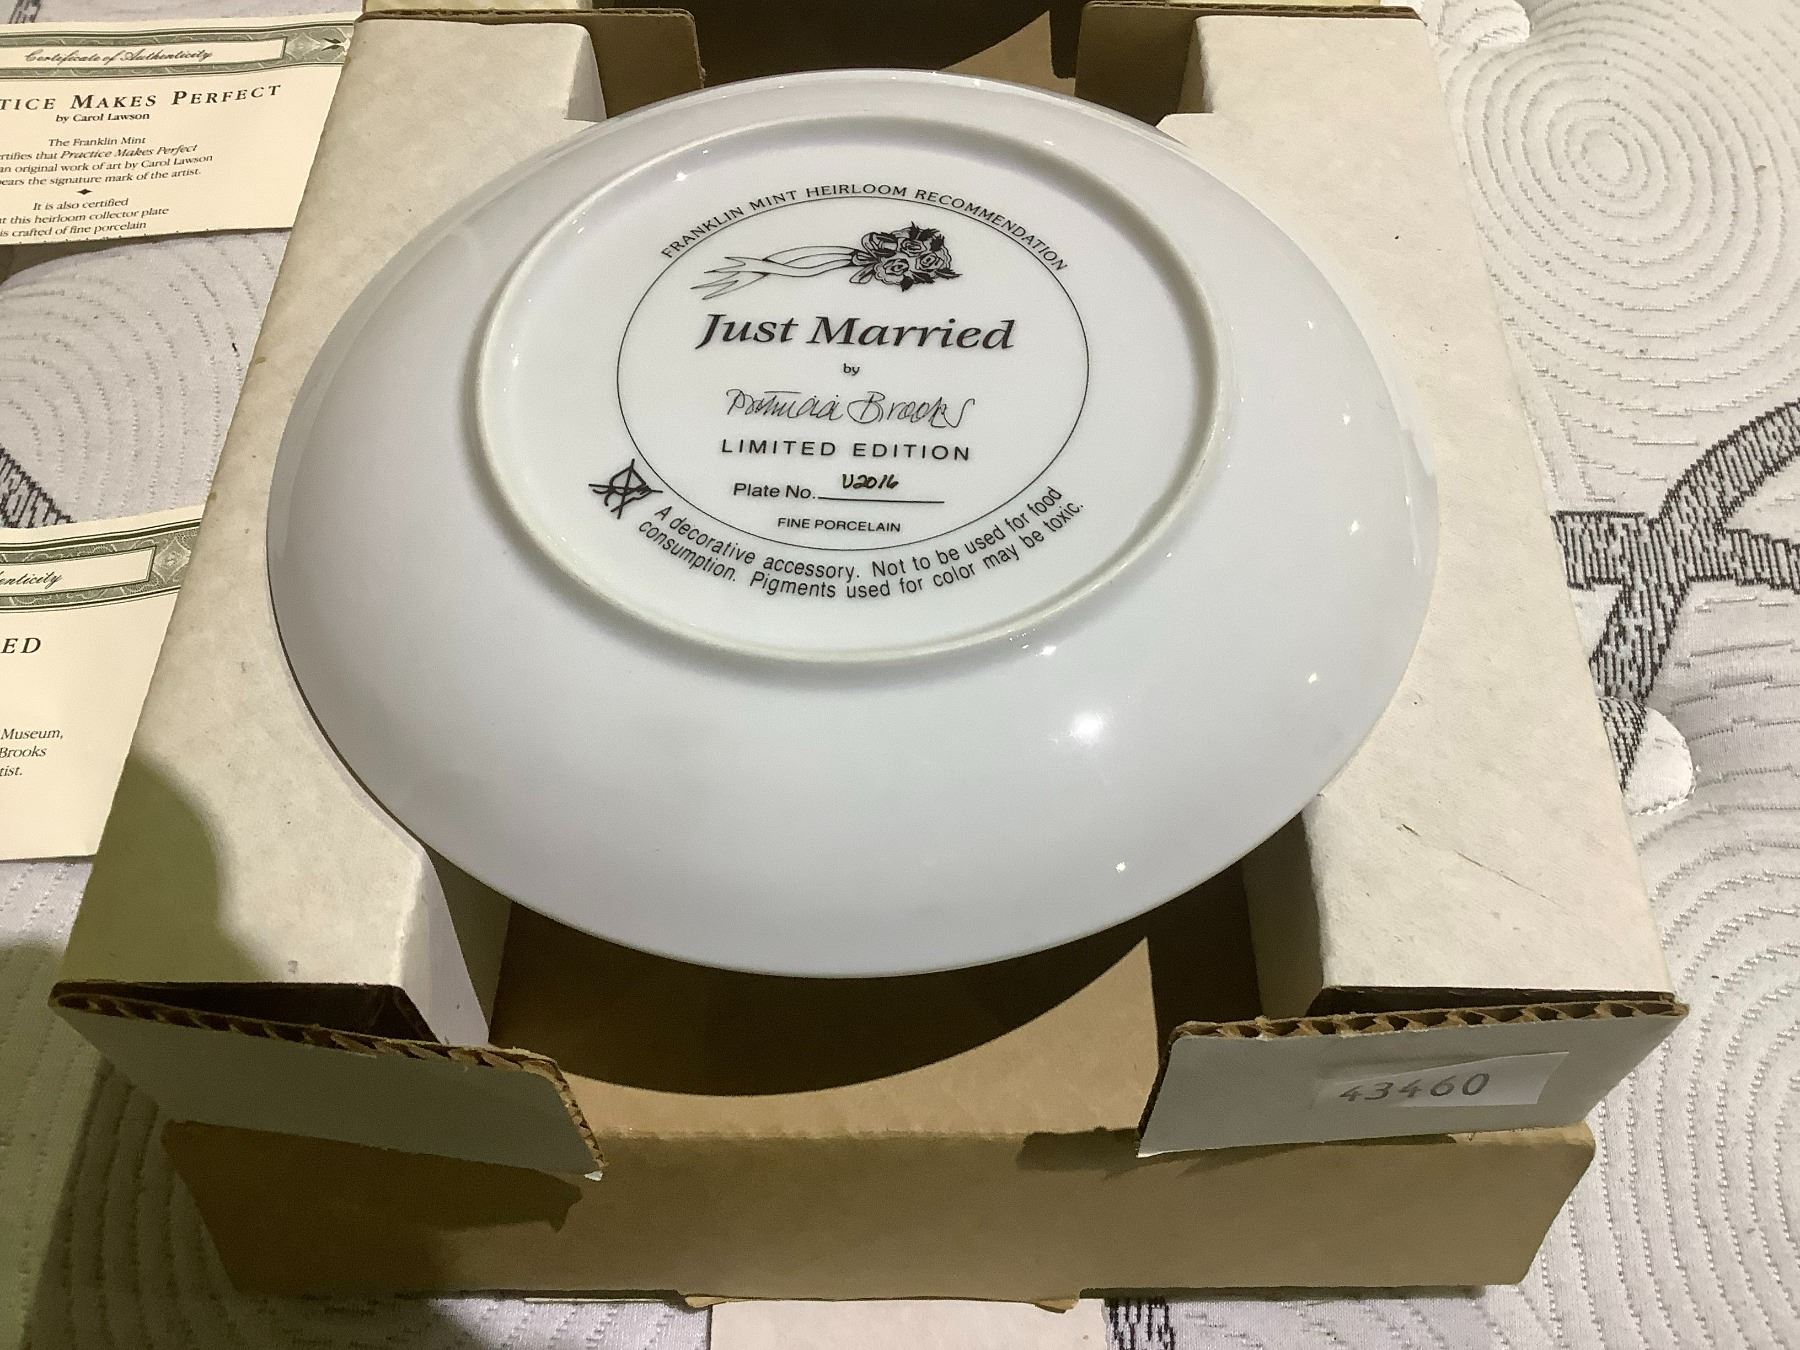 Certificate of Authenticity
TICE MAKES PERFECT
by Carol Lawson
The Franklin Mint
rtifies that Practice Makes Perfect
an original work of art by Carol Lawson
ears the signature mark of the artist.
It is also certified
at this heirloom collector plate
is crafted of fine porcelain
enticity
ED
Museum,
Brooks
tist.
FRANKLIN MINT HEIRLOOM RECOMMENDATION
Just Married
by
Patricia Brooks
LIMITED EDITION
Plate No. U2016
FINE PORCELAIN
A decorative accessory. Not to be used for food
consumption. Pigments used for color may be toxic.
43460